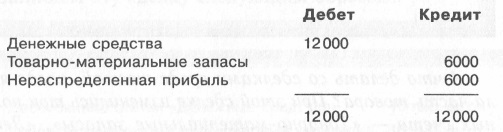 Дебет Кредит
Денежные средства 12000
Товарно-материальные запасы 6000
Нераспределенная прибыль 6000
12000 12000